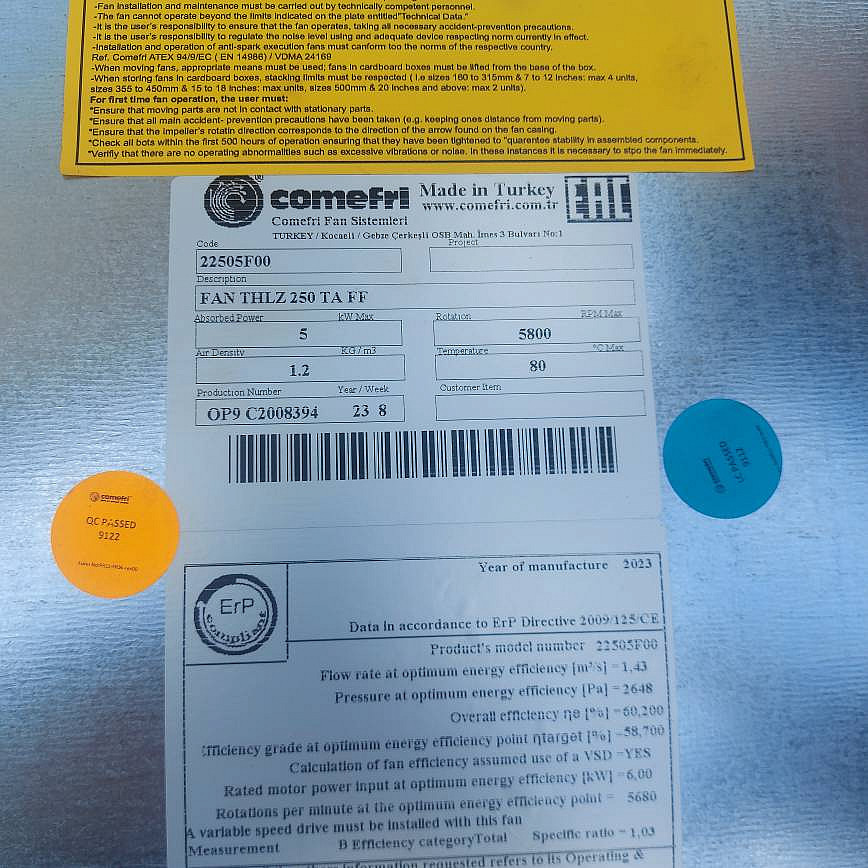 -Fan installation and maintenance must be carried out by technically competent personnel.
-The fan cannot operate beyond the limits indicated on the plate entitled"Technical Data."
-It is the user's responsibility to ensure that the fan operates, taking all necessary accident-prevention precautions.
-It is the user's responsibility to regulate the noise level using and adequate device respecting norm currently in effect.
-Installation and operation of anti-spark execution fans must canform too the norms of the respective country.
Ref. Comefri ATEX 94/9/EC ( EN 14986) / VDMA 24169
-When moving fans, appropriate means must be used; fans in cardboard boxes must be lifted from the base of the box.
-When storing fans in cardboard boxes, stacking limits must be respected ( I.e sizes 160 to 315mm & 7 to 12 inches: max 4 units,
sizes 355 to 450mm & 15 to 18 inches: max units, sizes 500mm & 20 inches and above: max 2 units).
For first time fan operation, the user must:
*Ensure that moving parts are not in contact with stationary parts.
*Ensure that all main accident- prevention precautions have been taken (e.g. keeping ones distance from moving parts).
*Ensure that the impeller's rotatin direction corresponds to the direction of the arrow found on the fan casing.
*Check all bots within the first 500 hours of operation ensuring that they have been tightened to "quarentee stability in assembled components.
*Verifiy that there are no operating abnormalities such as excessive vibrations or noise. In these instances it is necessary to stpo the fan immediately.
comefri Made in Turkey EAC
www.comefri.com.tr
Comefri Fan Sistemleri
TURKEY / Kocaeli / Gebze Çerkeşli OSB Mah. İmes 3 Bulvarı No:1
Code Project
22505F00
Description
FAN THLZ 250 TA FF
Absorbed Power kW Max Rotation RPM Max
5 5800
Air Density KG/m3 Temperature °C Max
1.2 80
Production Number Year / Week Customer Item
OP9 C2008394 23 8
comefri
QC PASSED
9122
QC PASSED
9122
Year of manufacture 2023
ErP
compliant
Data in accordance to ErP Directive 2009/125/CE
Product's model number 22505F00
Flow rate at optimum energy efficiency [m³/s] =1,43
Pressure at optimum energy efficiency [Pa] =2648
Overall efficiency ηe [%] =60,200
fficiency grade at optimum energy efficiency point ηtarget [%] =58,700
Calculation of fan efficiency assumed use of a VSD =YES
Rated motor power input at optimum energy efficiency [kW] =6,00
Rotations per minute at the optimum energy efficiency point = 5680
A variable speed drive must be installed with this fan
Measurement B Efficiency categoryTotal Specific ratio = 1,03
information requested refers to its Operating &